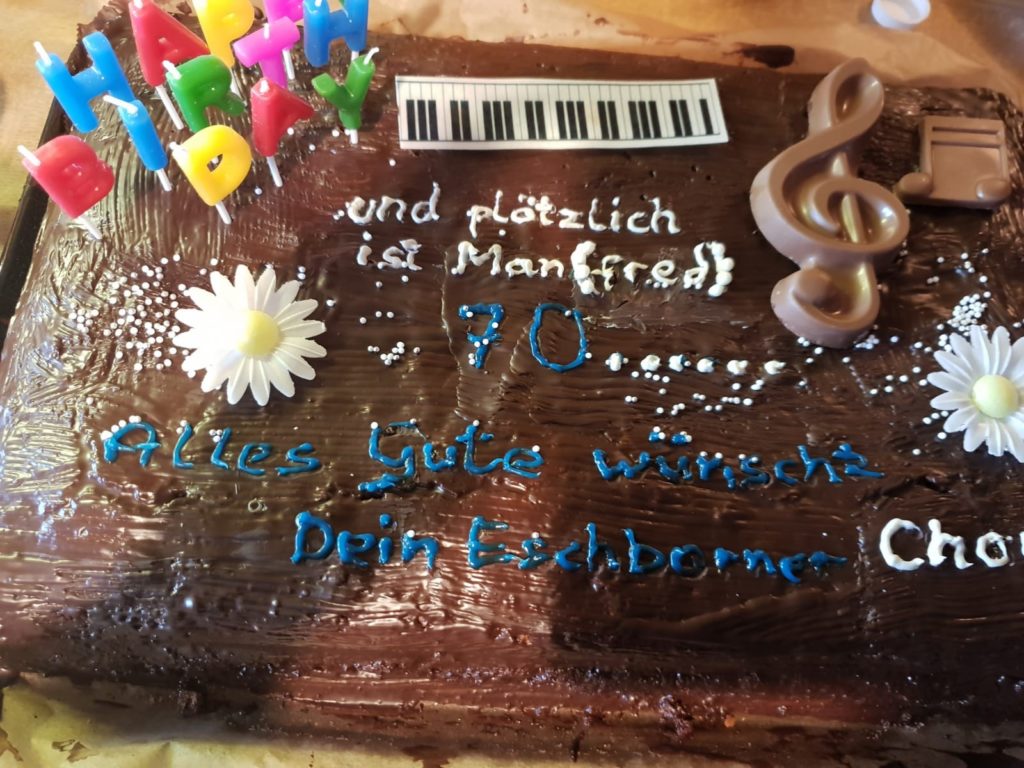 HAPPY
BIRTHDAY
und plötzlich
ist Man(fred)
70
Alles Gute wünscht
Dein Eschborner Chor